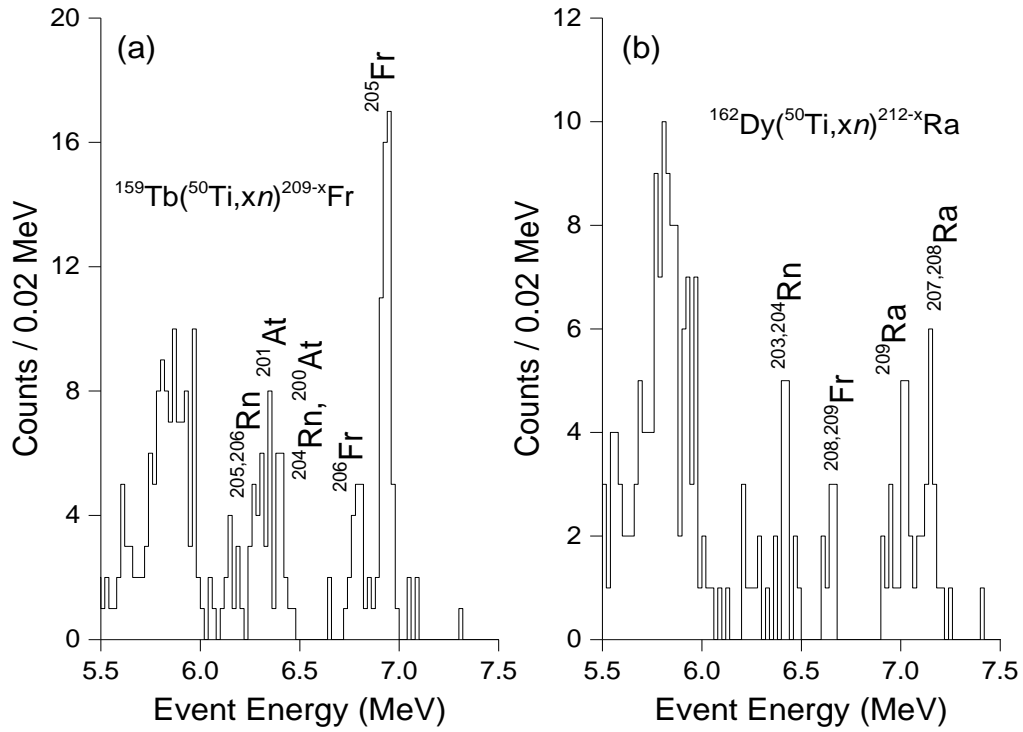 (a)
¹⁵⁹Tb(⁵⁰Ti,xn)²⁰⁹⁻ˣFr
²⁰⁵,²⁰⁶Rn
²⁰¹At
²⁰⁴Rn, ²⁰⁰At
²⁰⁶Fr
²⁰⁵Fr
Counts / 0.02 MeV
20
16
12
8
4
0
5.5 6.0 6.5 7.0 7.5
Event Energy (MeV)
(b)
¹⁶²Dy(⁵⁰Ti,xn)²¹²⁻ˣRa
²⁰³,²⁰⁴Rn
²⁰⁸,²⁰⁹Fr
²⁰⁹Ra
²⁰⁷,²⁰⁸Ra
Counts / 0.02 MeV
12
10
8
6
4
2
0
5.5 6.0 6.5 7.0 7.5
Event Energy (MeV)